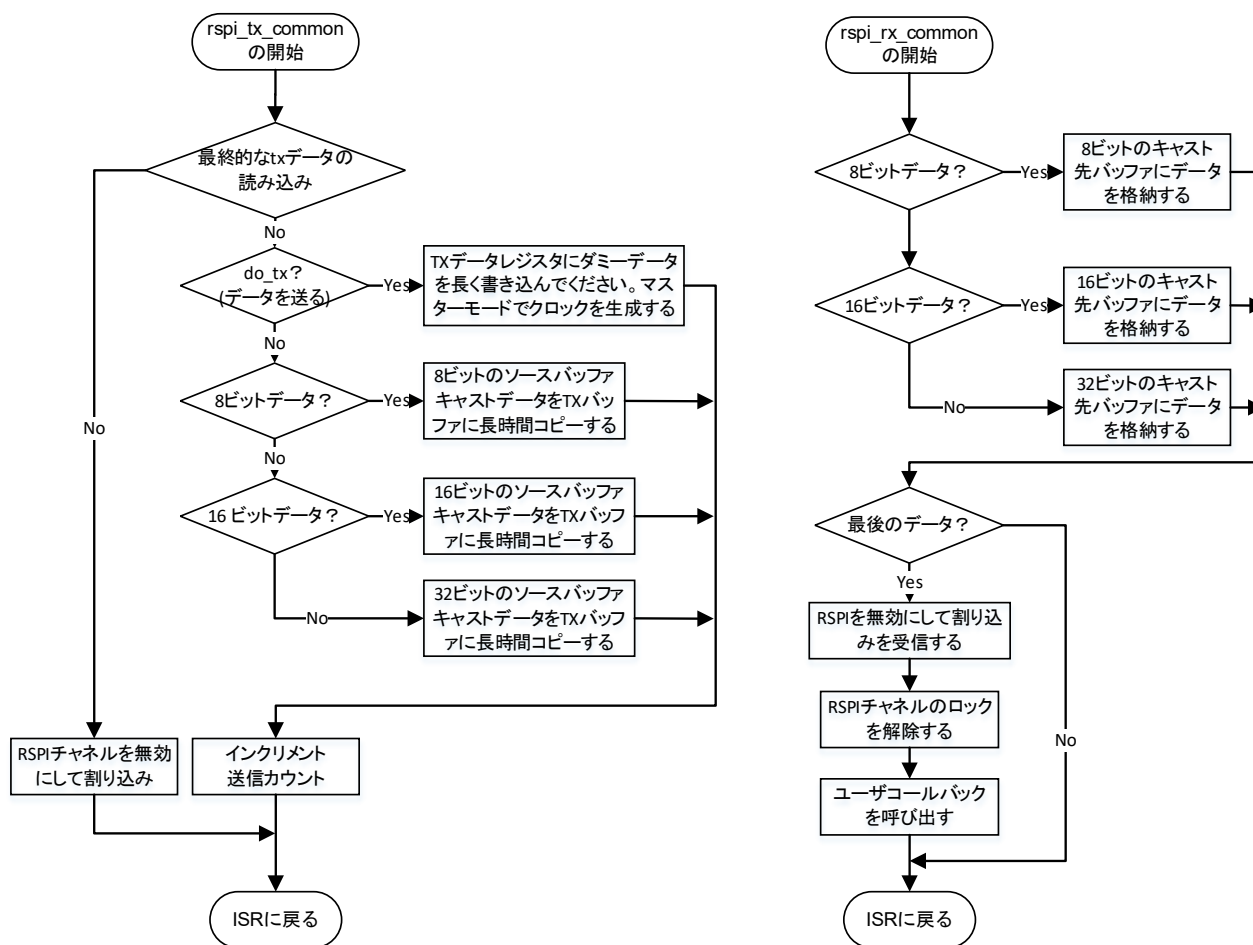 rspi_tx_common
の開始
最終的なtxデータの
読み込み
No
do_tx？
(データを送る)
Yes
TXデータレジスタにダミーデータ
を長く書き込んでください。マス
ターモードでクロックを生成する
No
8ビットデータ？
Yes
8ビットのソースバッファ
キャストデータをTXバッ
ファに長時間コピーする
No
No
16 ビットデータ？
Yes
16ビットのソースバッファ
キャストデータをTXバッ
ファに長時間コピーする
No
32ビットのソースバッファ
キャストデータをTXバッ
ファに長時間コピーする
RSPIチャネルを無効
にして割り込み
インクリメント
送信カウント
ISRに戻る
rspi_rx_common
の開始
8ビットデータ？
Yes
8ビットのキャスト
先バッファにデータ
を格納する
16ビットデータ？
Yes
16ビットのキャスト
先バッファにデータ
を格納する
No
32ビットのキャスト
先バッファにデータ
を格納する
最後のデータ？
Yes
RSPIを無効にして割り込
みを受信する
RSPIチャネルのロック
を解除する
No
ユーザコールバック
を呼び出す
ISRに戻る